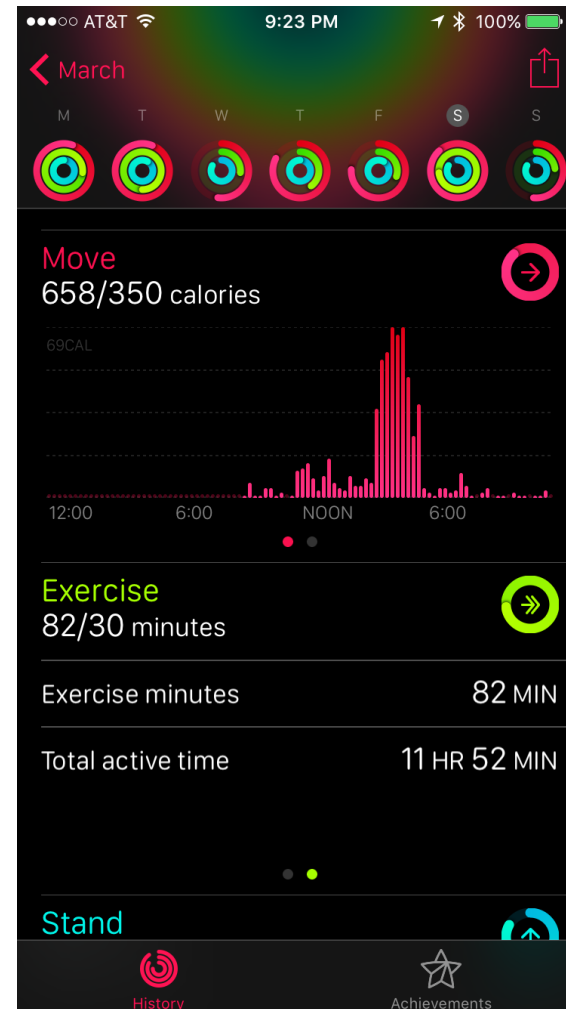 AT&T 9:23 PM 100%
March
M T W T F S S
Move
658/350 calories
69CAL
12:00 6:00 NOON 6:00
Exercise
82/30 minutes
Exercise minutes 82 MIN
Total active time 11 HR 52 MIN
Stand
History Achievements